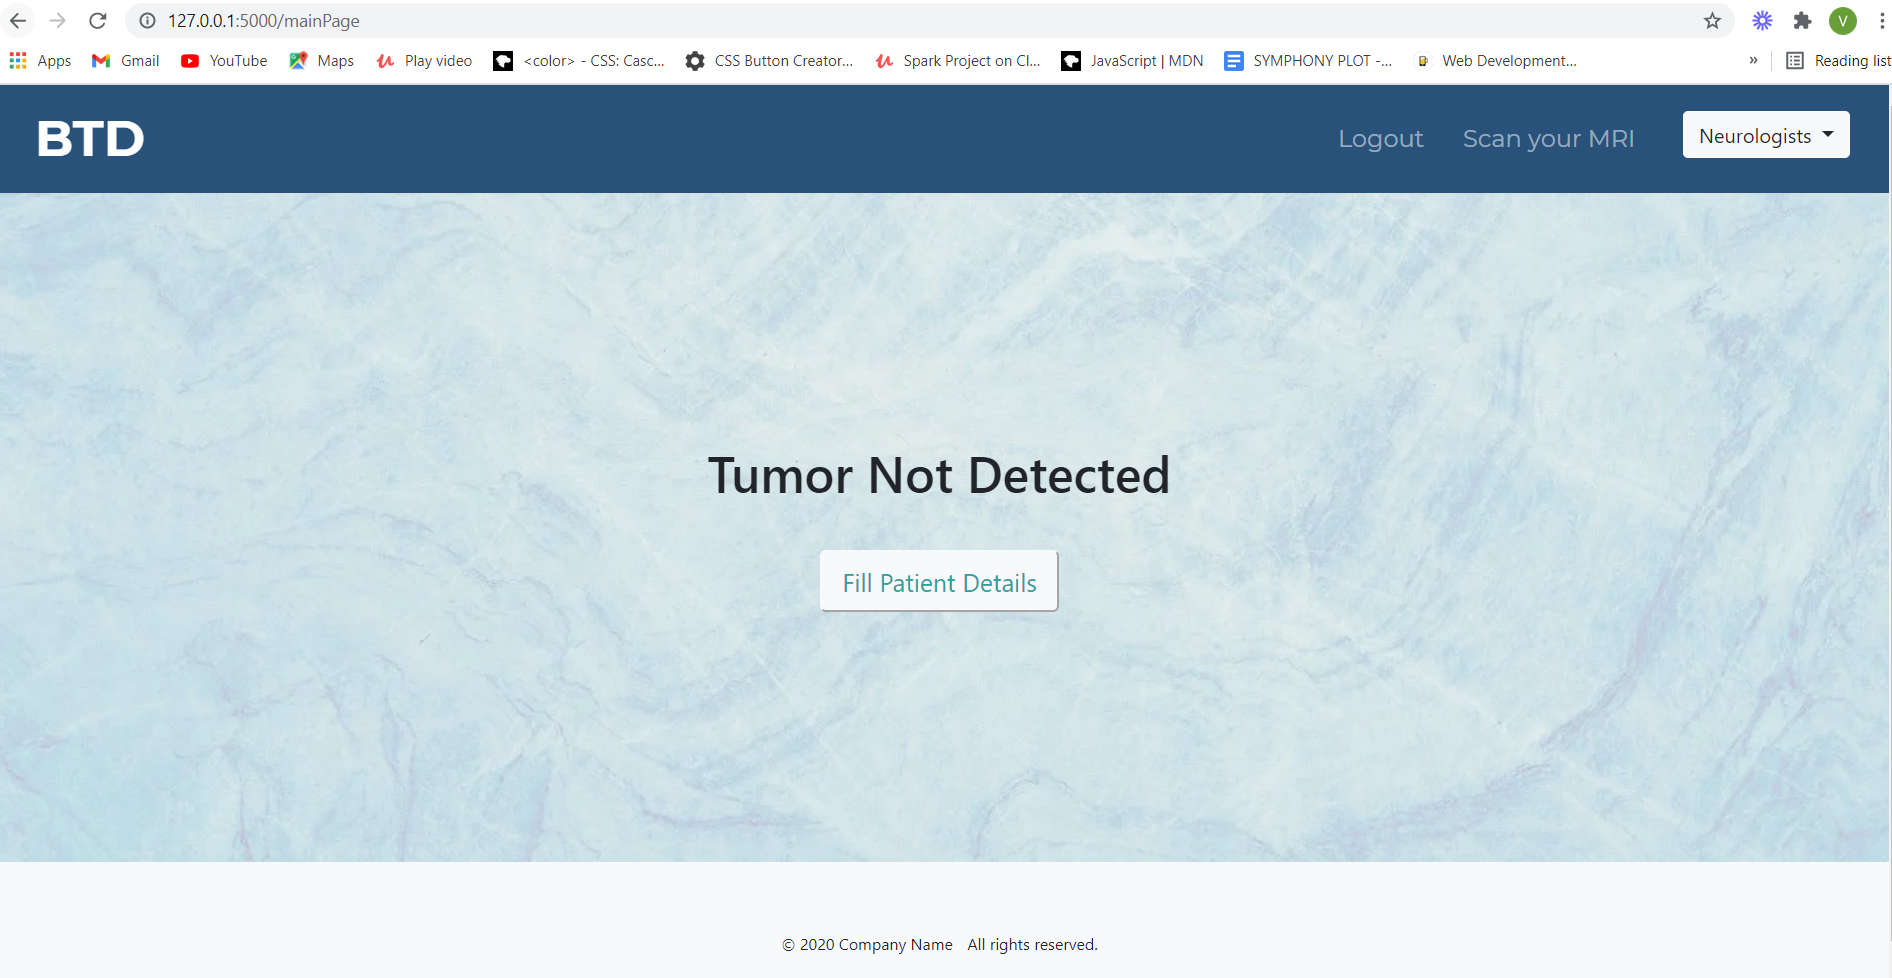 127.0.0.1:5000/mainPage
Apps Gmail YouTube Maps Play video <color> - CSS: Casc... CSS Button Creator... Spark Project on Cl... JavaScript | MDN SYMPHONY PLOT -... Web Development... » Reading list
V
BTD
Logout Scan your MRI Neurologists
Tumor Not Detected
Fill Patient Details
© 2020 Company Name All rights reserved.